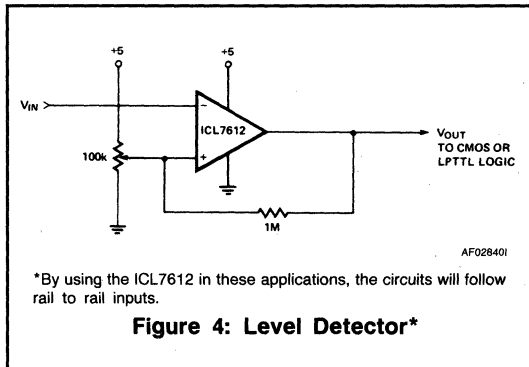 +5
+5
VIN
ICL7612
100k
VOUT
TO CMOS OR
LPTTL LOGIC
1M
AF02840I
*By using the ICL7612 in these applications, the circuits will follow
rail to rail inputs.
Figure 4: Level Detector*